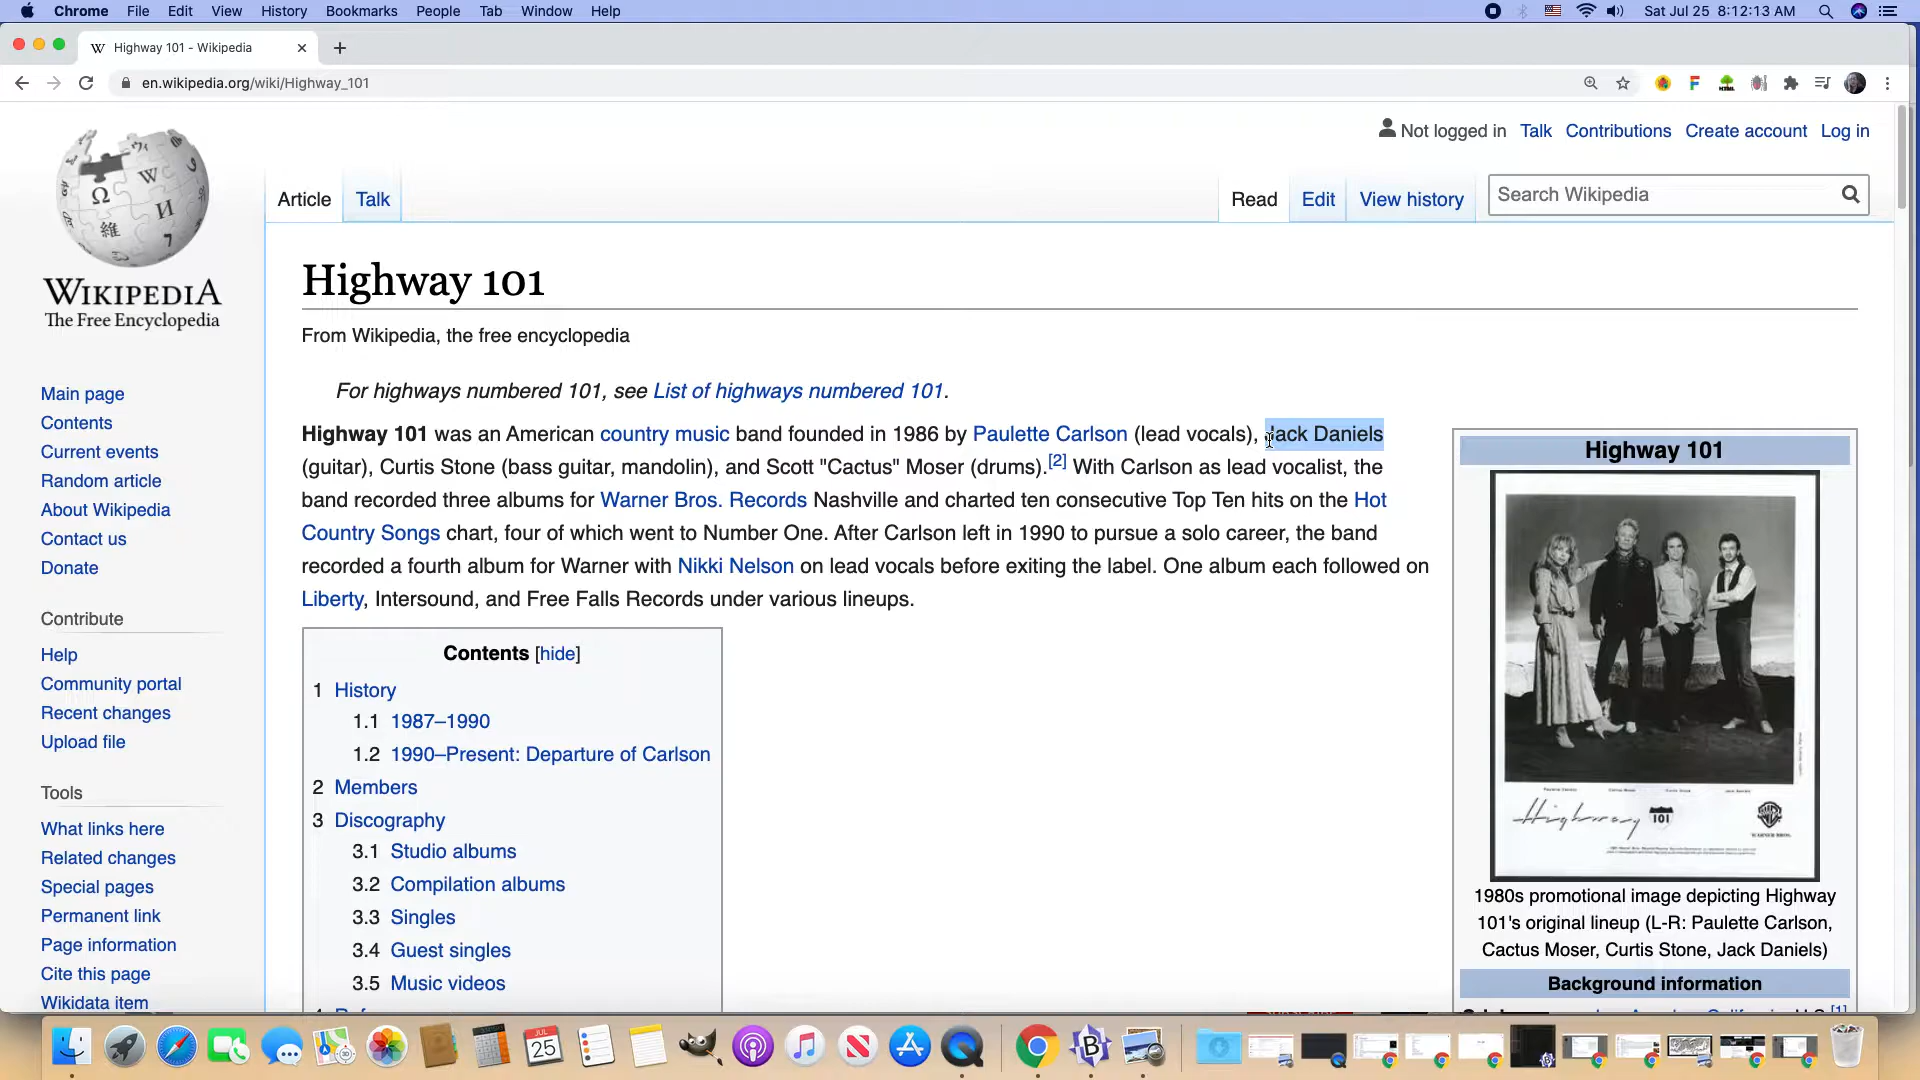 Chrome File Edit View History Bookmarks People Tab Window Help
Sat Jul 25 8:12:13 AM
Highway 101 - Wikipedia
en.wikipedia.org/wiki/Highway_101
Not logged in Talk Contributions Create account Log in
Article Talk
Read Edit View history
Search Wikipedia
WIKIPEDIA
The Free Encyclopedia
Highway 101
From Wikipedia, the free encyclopedia
For highways numbered 101, see List of highways numbered 101.
Highway 101 was an American country music band founded in 1986 by Paulette Carlson (lead vocals), Jack Daniels
(guitar), Curtis Stone (bass guitar, mandolin), and Scott "Cactus" Moser (drums).[2] With Carlson as lead vocalist, the
band recorded three albums for Warner Bros. Records Nashville and charted ten consecutive Top Ten hits on the Hot
Country Songs chart, four of which went to Number One. After Carlson left in 1990 to pursue a solo career, the band
recorded a fourth album for Warner with Nikki Nelson on lead vocals before exiting the label. One album each followed on
Liberty, Intersound, and Free Falls Records under various lineups.
Main page
Contents
Current events
Random article
About Wikipedia
Contact us
Donate
Contribute
Help
Community portal
Recent changes
Upload file
Tools
What links here
Related changes
Special pages
Permanent link
Page information
Cite this page
Wikidata item
Contents [hide]
1 History
1.1 1987–1990
1.2 1990–Present: Departure of Carlson
2 Members
3 Discography
3.1 Studio albums
3.2 Compilation albums
3.3 Singles
3.4 Guest singles
3.5 Music videos
Highway 101
Highway
101
1980s promotional image depicting Highway
101's original lineup (L-R: Paulette Carlson,
Cactus Moser, Curtis Stone, Jack Daniels)
Background information
JUL
25